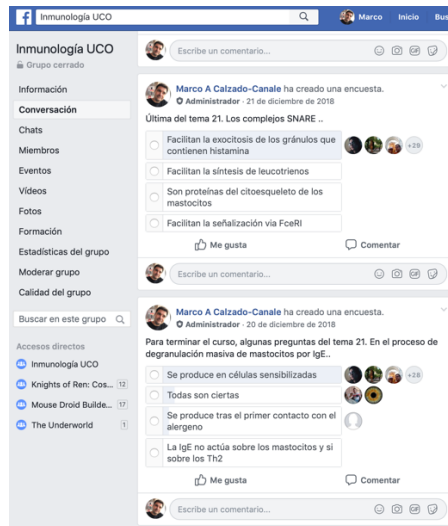 Inmunología UCO
Marco
Inicio
Bus
Inmunología UCO
Grupo cerrado
Información
Conversación
Chats
Miembros
Eventos
Vídeos
Fotos
Formación
Estadísticas del grupo
Moderar grupo
Calidad del grupo
Buscar en este grupo
Accesos directos
Inmunología UCO
Knights of Ren: Cos... 12
Mouse Droid Builde... 17
The Underworld 1
Escribe un comentario...
Marco A Calzado-Canale ha creado una encuesta.
Administrador · 21 de diciembre de 2018
Última del tema 21. Los complejos SNARE ..
Facilitan la exocitosis de los gránulos que
contienen histamina
+29
Facilitan la síntesis de leucotrienos
Son proteínas del citoesqueleto de los
mastocitos
Facilitan la señalización via FceRI
Me gusta
Comentar
Escribe un comentario...
GIF
Marco A Calzado-Canale ha creado una encuesta.
Administrador · 20 de diciembre de 2018
Para terminar el curso, algunas preguntas del tema 21. En el proceso de
degranulación masiva de mastocitos por IgE..
Se produce en células sensibilizadas
+28
Todas son ciertas
Se produce tras el primer contacto con el
alergeno
La IgE no actúa sobre los mastocitos y si
sobre los Th2
Me gusta
Comentar
Escribe un comentario...
GIF